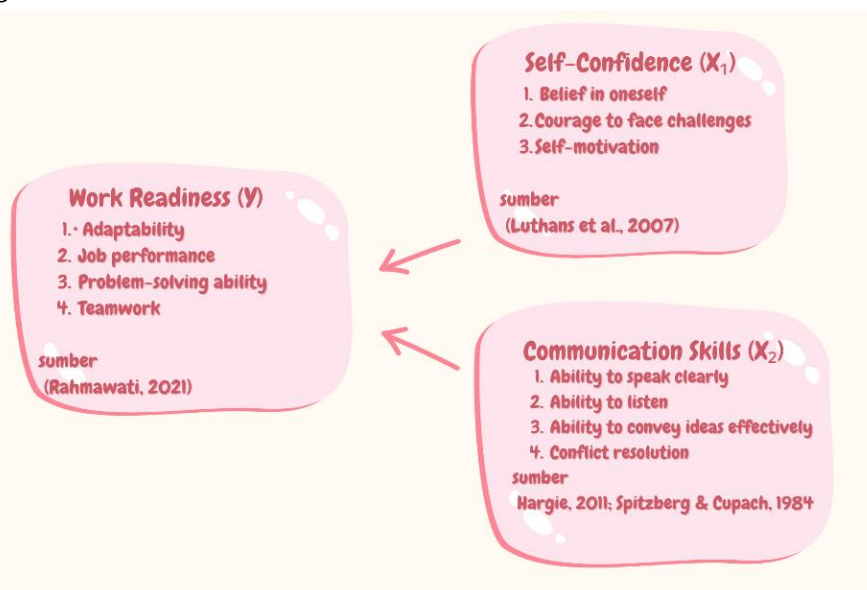 Self-Confidence (X₁)
1. Belief in oneself
2. Courage to face challenges
3. Self-motivation
sumber
(Luthans et al., 2007)
Work Readiness (Y)
1.· Adaptability
2. Job performance
3. Problem-solving ability
4. Teamwork
sumber
(Rahmawati, 2021)
Communication Skills (X₂)
1. Ability to speak clearly
2. Ability to listen
3. Ability to convey ideas effectively
4. Conflict resolution
sumber
Hargie, 2011; Spitzberg & Cupach, 1984